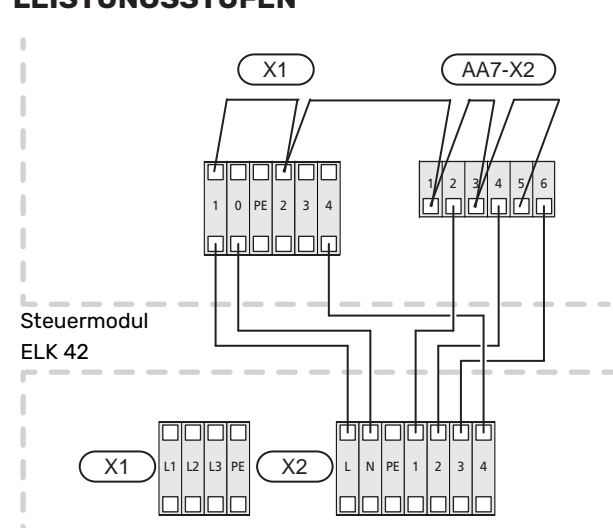 LEISTUNGSSTUFEN
X1 AA7-X2
1 0 PE 2 3 4
1 2 3 4 5 6
Steuermodul
ELK 42
X1 L1 L2 L3 PE X2 L N PE 1 2 3 4